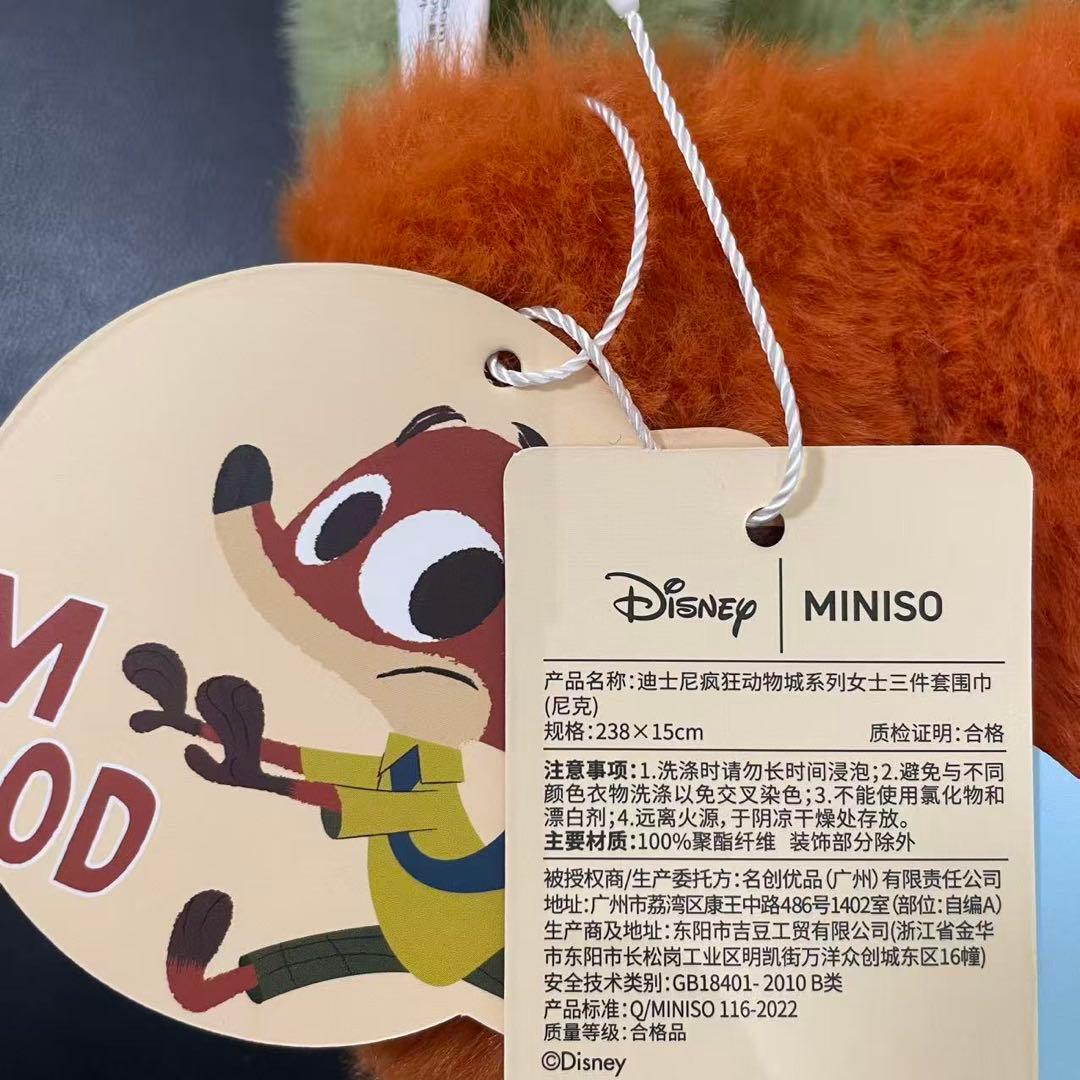 M
OD
Disney | MINISO
产品名称:迪士尼疯狂动物城系列女士三件套围巾
(尼克)
规格:238×15cm 质检证明:合格
注意事项:1.洗涤时请勿长时间浸泡;2.避免与不同
颜色衣物洗涤以免交叉染色;3.不能使用氯化物和
漂白剂;4.远离火源,于阴凉干燥处存放。
主要材质:100%聚酯纤维 装饰部分除外
被授权商/生产委托方:名创优品(广州)有限责任公司
地址:广州市荔湾区康王中路486号1402室(部位:自编A)
生产商及地址:东阳市吉豆工贸有限公司(浙江省金华
市东阳市长松岗工业区明凯街万洋众创城东区16幢)
安全技术类别:GB18401- 2010 B类
产品标准:Q/MINISO 116-2022
质量等级:合格品
©Disney